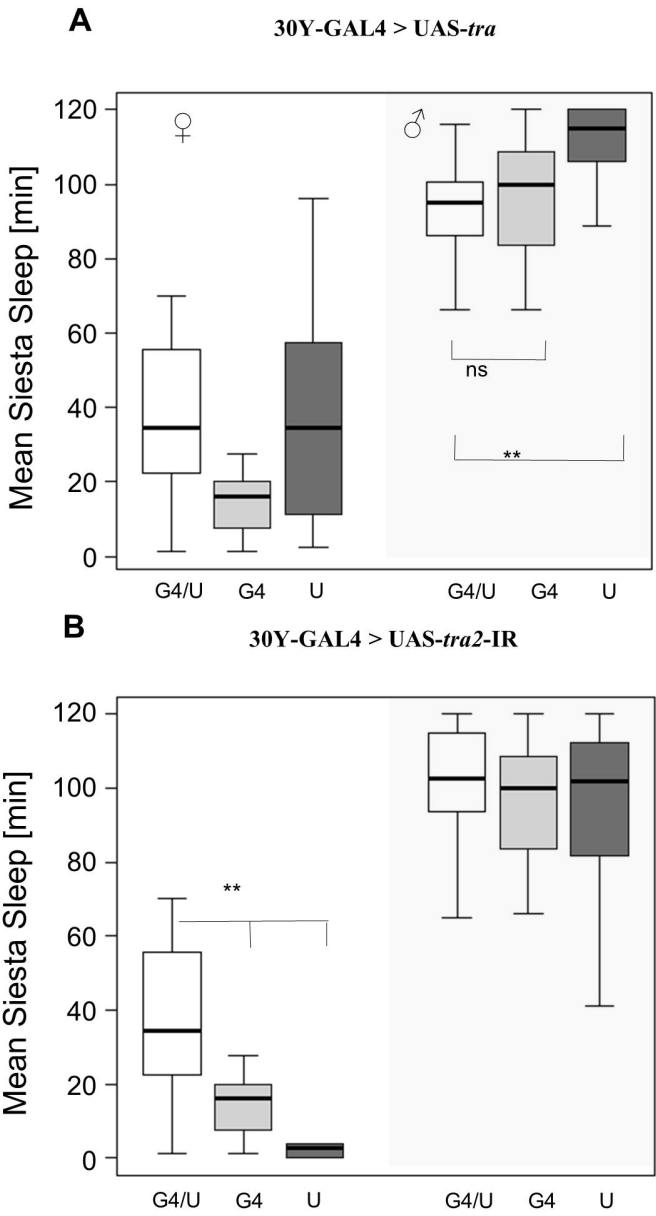 A
30Y-GAL4 > UAS-tra
Mean Siesta Sleep [min]
120
100
80
60
40
20
0
♀
♂
ns
**
G4/U G4 U G4/U G4 U
B
30Y-GAL4 > UAS-tra2-IR
Mean Siesta Sleep [min]
120
100
80
60
40
20
0
**
G4/U G4 U G4/U G4 U